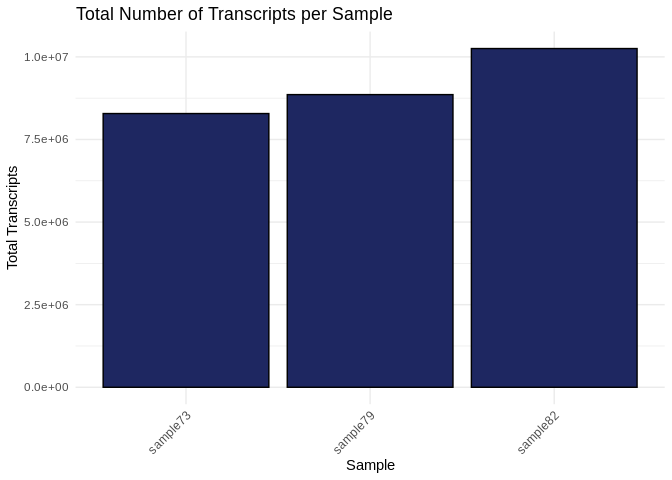 Total Number of Transcripts per Sample
Total Transcripts
1.0e+07
7.5e+06
5.0e+06
2.5e+06
0.0e+00
sample73
sample79
sample82
Sample